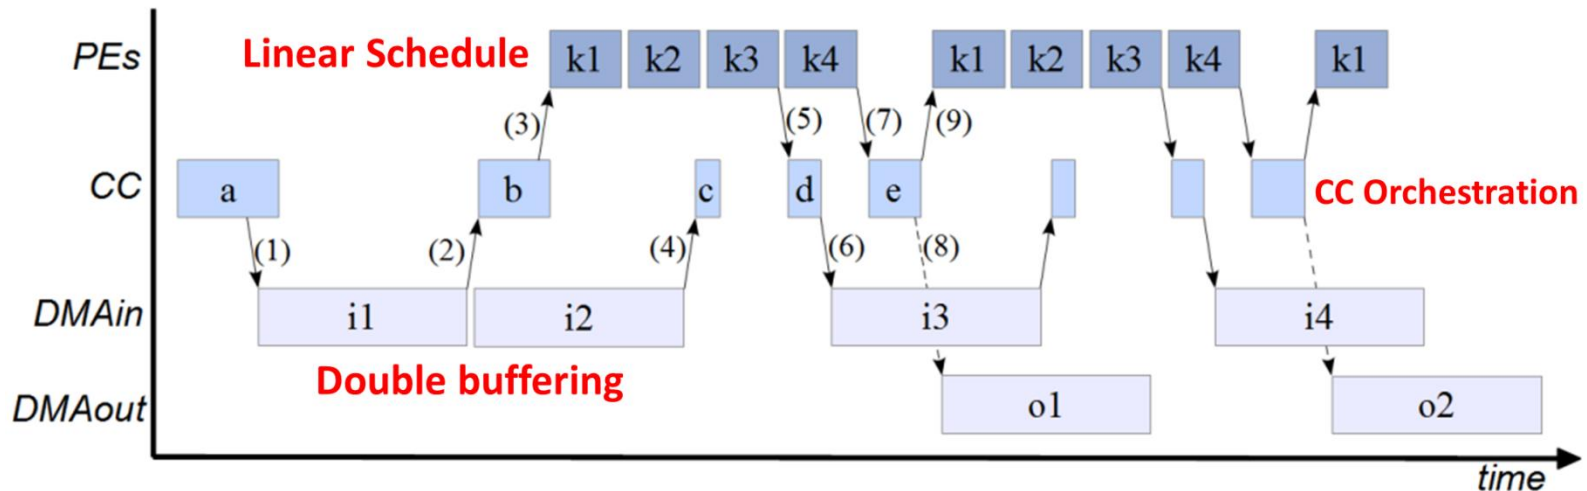 PEs Linear Schedule k1 k2 k3 k4 k1 k2 k3 k4 k1
(3) (5) (7) (9)
CC a b c d e CC Orchestration
(1) (2) (4) (6) (8)
DMAin i1 i2 i3 i4
Double buffering
DMAout o1 o2
time